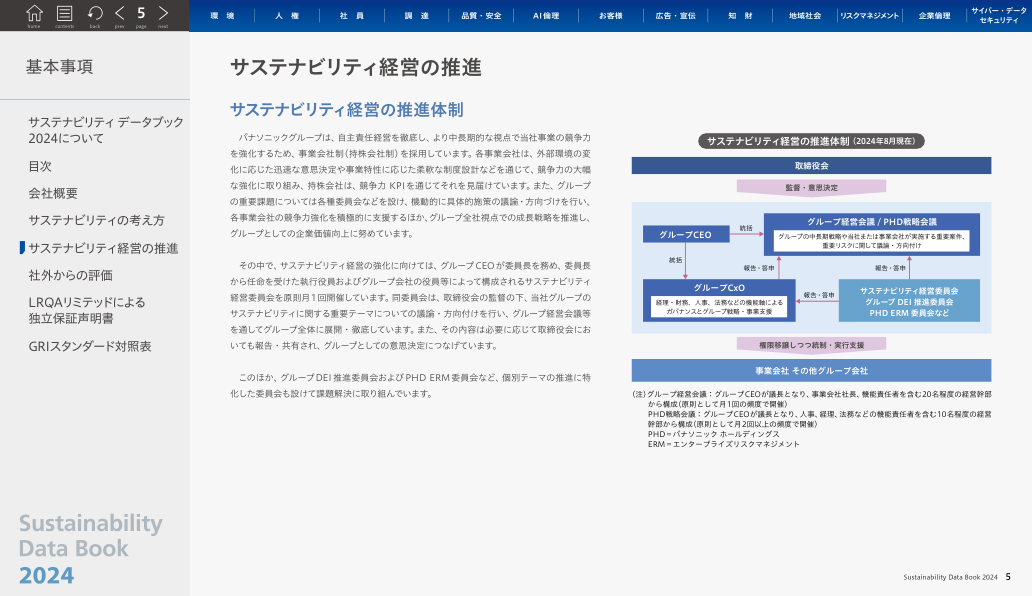 home
contents
back
prev
5
page
next
環 境
人 権
社 員
調 達
品質・安全
AI倫理
お客様
広告・宣伝
知 財
地域社会
リスクマネジメント
企業倫理
サイバー・データ
セキュリティ
基本事項
サステナビリティ データブック
2024について
目次
会社概要
サステナビリティの考え方
サステナビリティ経営の推進
社外からの評価
LRQAリミテッドによる
独立保証声明書
GRIスタンダード対照表
Sustainability
Data Book
2024
サステナビリティ経営の推進
サステナビリティ経営の推進体制
パナソニックグループは、自主責任経営を徹底し、より中長期的な視点で当社事業の競争力
を強化するため、事業会社制(持株会社制)を採用しています。各事業会社は、外部環境の変
化に応じた迅速な意思決定や事業特性に応じた柔軟な制度設計などを通じて、競争力の大幅
な強化に取り組み、持株会社は、競争力 KPIを通じてそれを見届けています。また、グループ
の重要課題については各種委員会などを設け、機動的に具体的施策の議論・方向づけを行い、
各事業会社の競争力強化を積極的に支援するほか、グループ全社視点での成長戦略を推進し、
グループとしての企業価値向上に努めています。
その中で、サステナビリティ経営の強化に向けては、グループCEOが委員長を務め、委員長
から任命を受けた執行役員およびグループ会社の役員等によって構成されるサステナビリティ
経営委員会を原則月1回開催しています。同委員会は、取締役会の監督の下、当社グループの
サステナビリティに関する重要テーマについての議論・方向付けを行い、グループ経営会議等
を通してグループ全体に展開・徹底しています。また、その内容は必要に応じて取締役会にお
いても報告・共有され、グループとしての意思決定につなげています。
このほか、グループDEI推進委員会およびPHD ERM委員会など、個別テーマの推進に特
化した委員会も設けて課題解決に取り組んでいます。
サステナビリティ経営の推進体制 (2024年8月現在)
取締役会
監督・意思決定
グループCEO
統括
グループ経営会議 / PHD戦略会議
グループの中長期戦略や当社または事業会社が実施する重要案件、
重要リスクに関して議論・方向付け
統括
報告・答申
報告・答申
グループCxO
経理・財務、人事、法務などの機能軸による
ガバナンスとグループ戦略・事業支援
報告・答申
サステナビリティ経営委員会
グループ DEI 推進委員会
PHD ERM 委員会など
権限移譲しつつ統制・実行支援
事業会社 その他グループ会社
(注)グループ経営会議：グループCEOが議長となり、事業会社社長、機能責任者を含む20名程度の経営幹部
から構成(原則として月1回の頻度で開催)
PHD戦略会議：グループCEOが議長となり、人事、経理、法務などの機能責任者を含む10名程度の経営
幹部から構成(原則として月2回以上の頻度で開催)
PHD＝パナソニック ホールディングス
ERM＝エンタープライズリスクマネジメント
Sustainability Data Book 2024 5